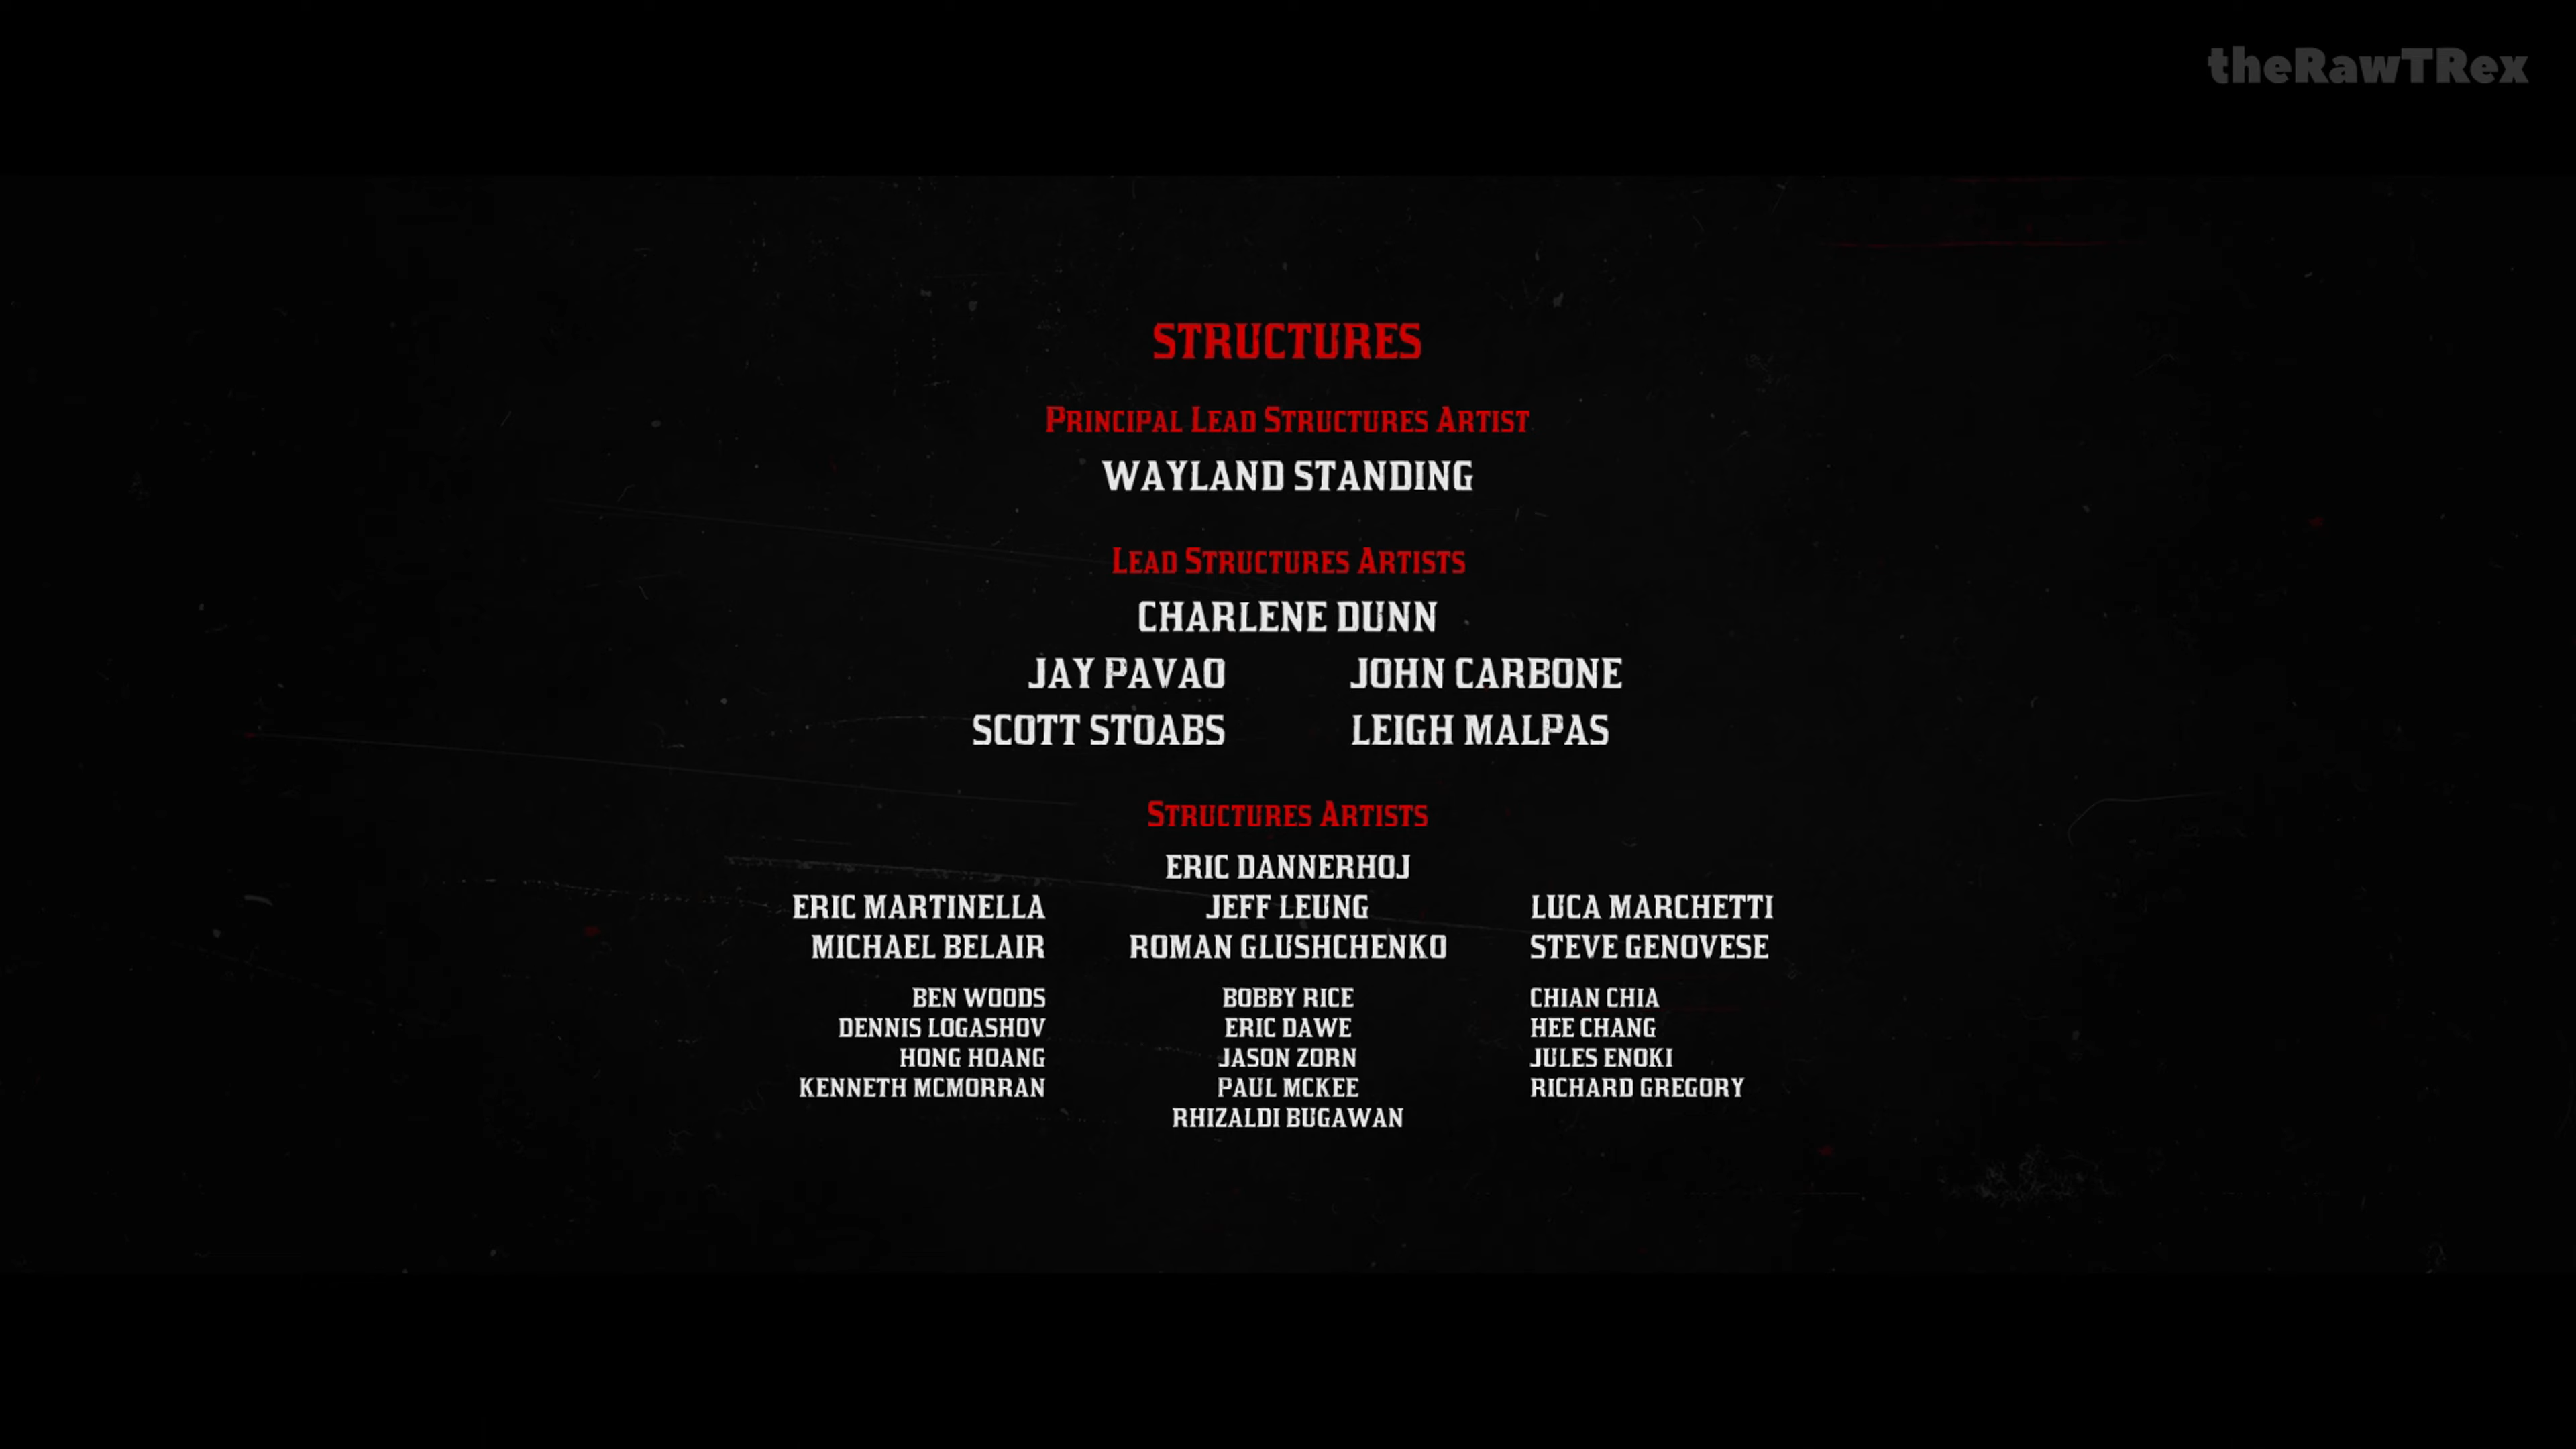 theRawTRex
STRUCTURES
PRINCIPAL LEAD STRUCTURES ARTIST
WAYLAND STANDING
LEAD STRUCTURES ARTISTS
CHARLENE DUNN
JAY PAVAO JOHN CARBONE
SCOTT STOABS LEIGH MALPAS
STRUCTURES ARTISTS
ERIC DANNERHOJ
ERIC MARTINELLA JEFF LEUNG LUCA MARCHETTI
MICHAEL BELAIR ROMAN GLUSHCHENKO STEVE GENOVESE
BEN WOODS BOBBY RICE CHIAN CHIA
DENNIS LOGASHOV ERIC DAWE HEE CHANG
HONG HOANG JASON ZORN JULES ENOKI
KENNETH MCMORRAN PAUL MCKEE RICHARD GREGORY
RHIZALDI BUGAWAN